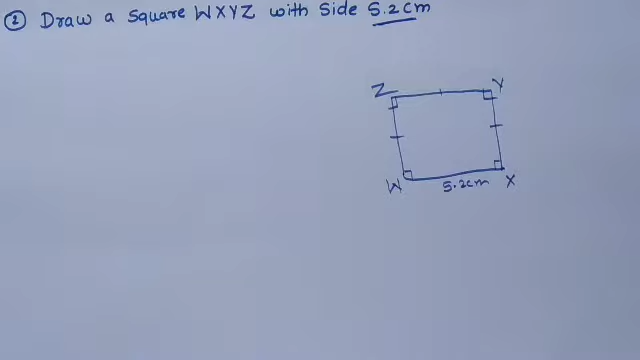 ② Draw a Square WXYZ with Side 5.2cm
Z Y
W 5.2cm X